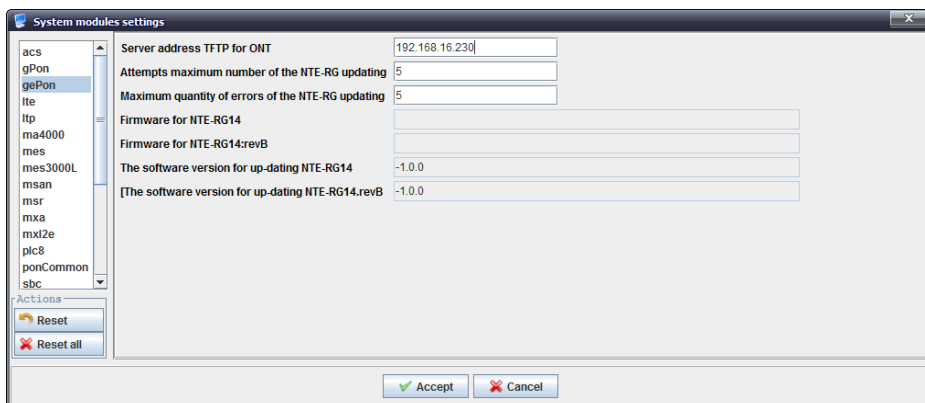 System modules settings
x
acs
gPon
gePon
lte
ltp
ma4000
mes
mes3000L
msan
msr
mxa
mxl2e
plc8
ponCommon
sbc
Actions
Reset
Reset all
Server address TFTP for ONT 192.168.16.230
Attempts maximum number of the NTE-RG updating 5
Maximum quantity of errors of the NTE-RG updating 5
Firmware for NTE-RG14
Firmware for NTE-RG14:revB
The software version for up-dating NTE-RG14 -1.0.0
[The software version for up-dating NTE-RG14.revB -1.0.0
Accept Cancel